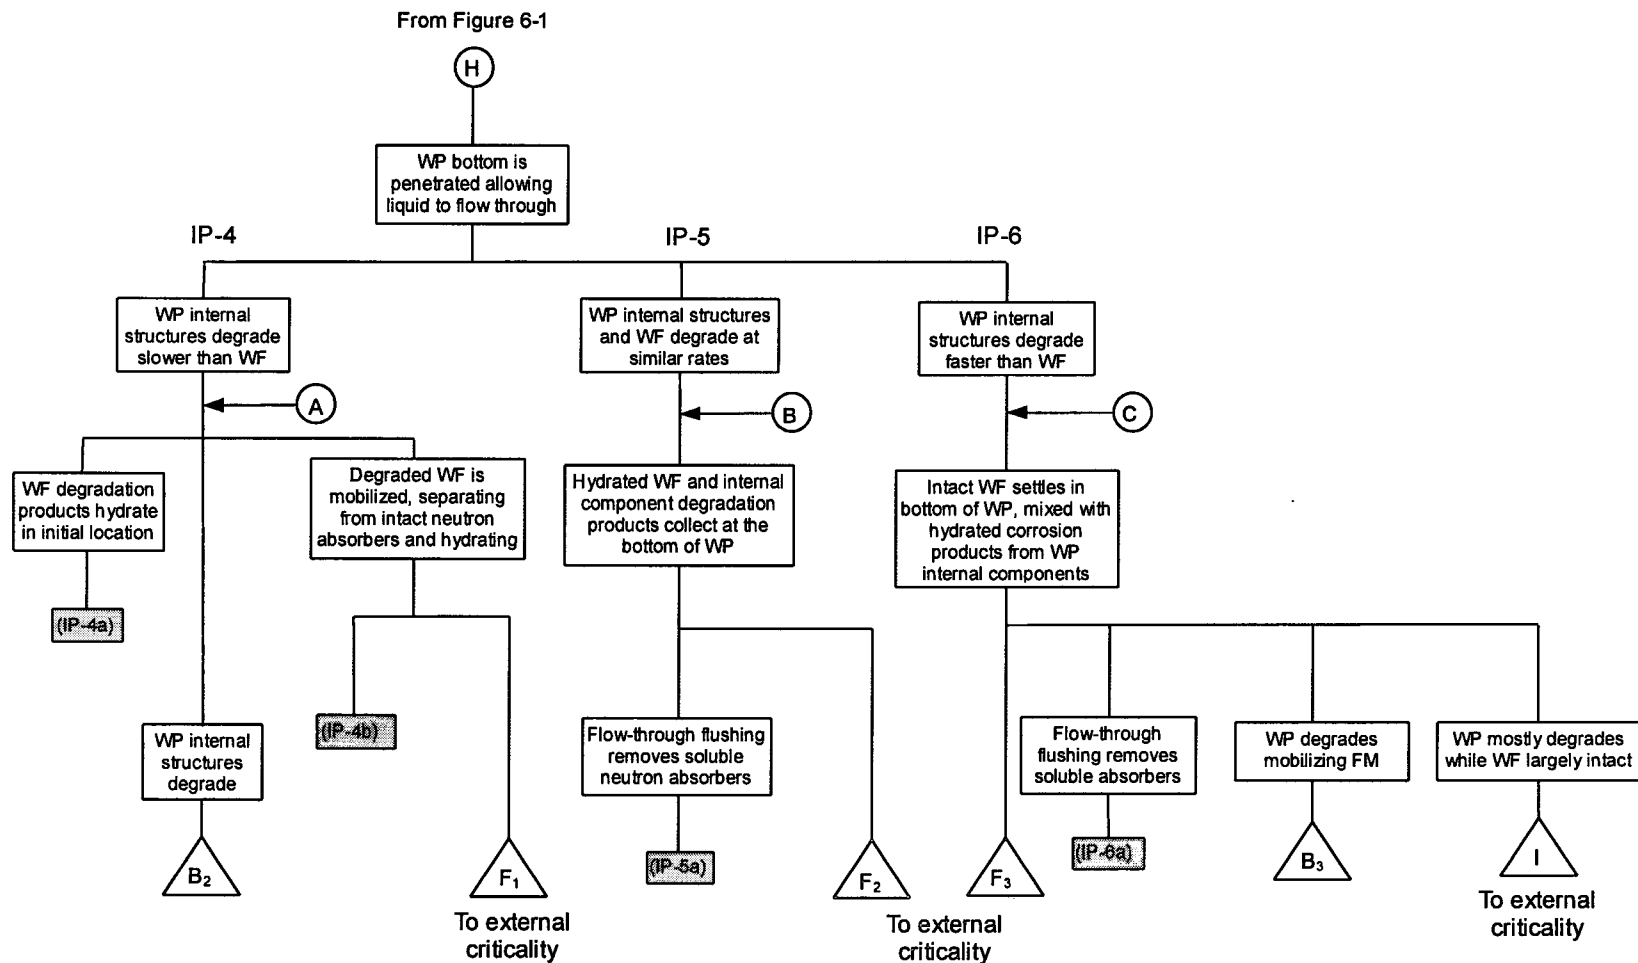 From Figure 6-1
H
WP bottom is
penetrated allowing
liquid to flow through
IP-4
IP-5
IP-6
WP internal
structures degrade
slower than WF
WP internal structures
and WF degrade at
similar rates
WP internal
structures degrade
faster than WF
A
B
C
WF degradation
products hydrate
in initial location
Degraded WF is
mobilized, separating
from intact neutron
absorbers and hydrating
Hydrated WF and internal
component degradation
products collect at the
bottom of WP
Intact WF settles in
bottom of WP, mixed with
hydrated corrosion
products from WP
internal components
(IP-4a)
WP internal
structures
degrade
(IP-4b)
Flow-through flushing
removes soluble
neutron absorbers
Flow-through
flushing removes
soluble absorbers
WP degrades
mobilizing FM
WP mostly degrades
while WF largely intact
(IP-5a)
(IP-6a)
B2
F1
F2
F3
B3
I
To external
criticality
To external
criticality
To external
criticality